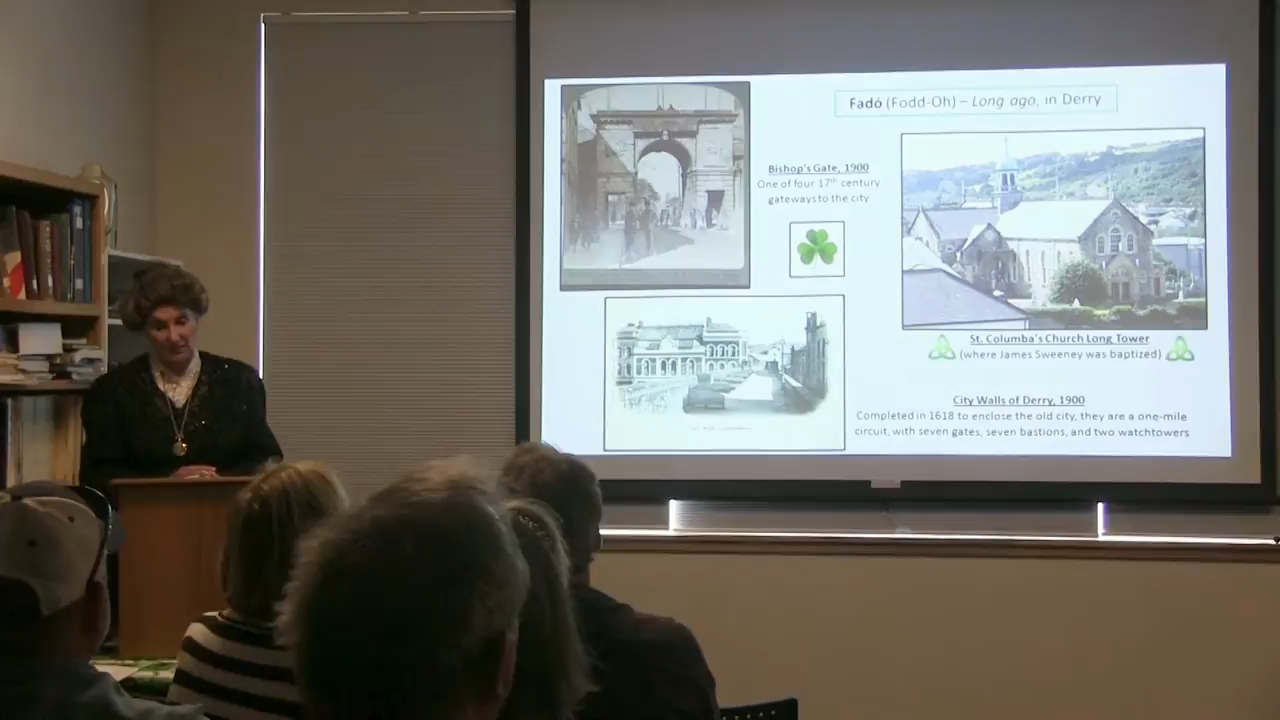 Fadó (Fodd-Oh) – Long ago, in Derry
Bishop's Gate, 1900
One of four 17th century
gateways to the city
St. Columba's Church Long Tower
(where James Sweeney was baptized)
City Walls of Derry, 1900
Completed in 1618 to enclose the old city, they are a one-mile
circuit, with seven gates, seven bastions, and two watchtowers